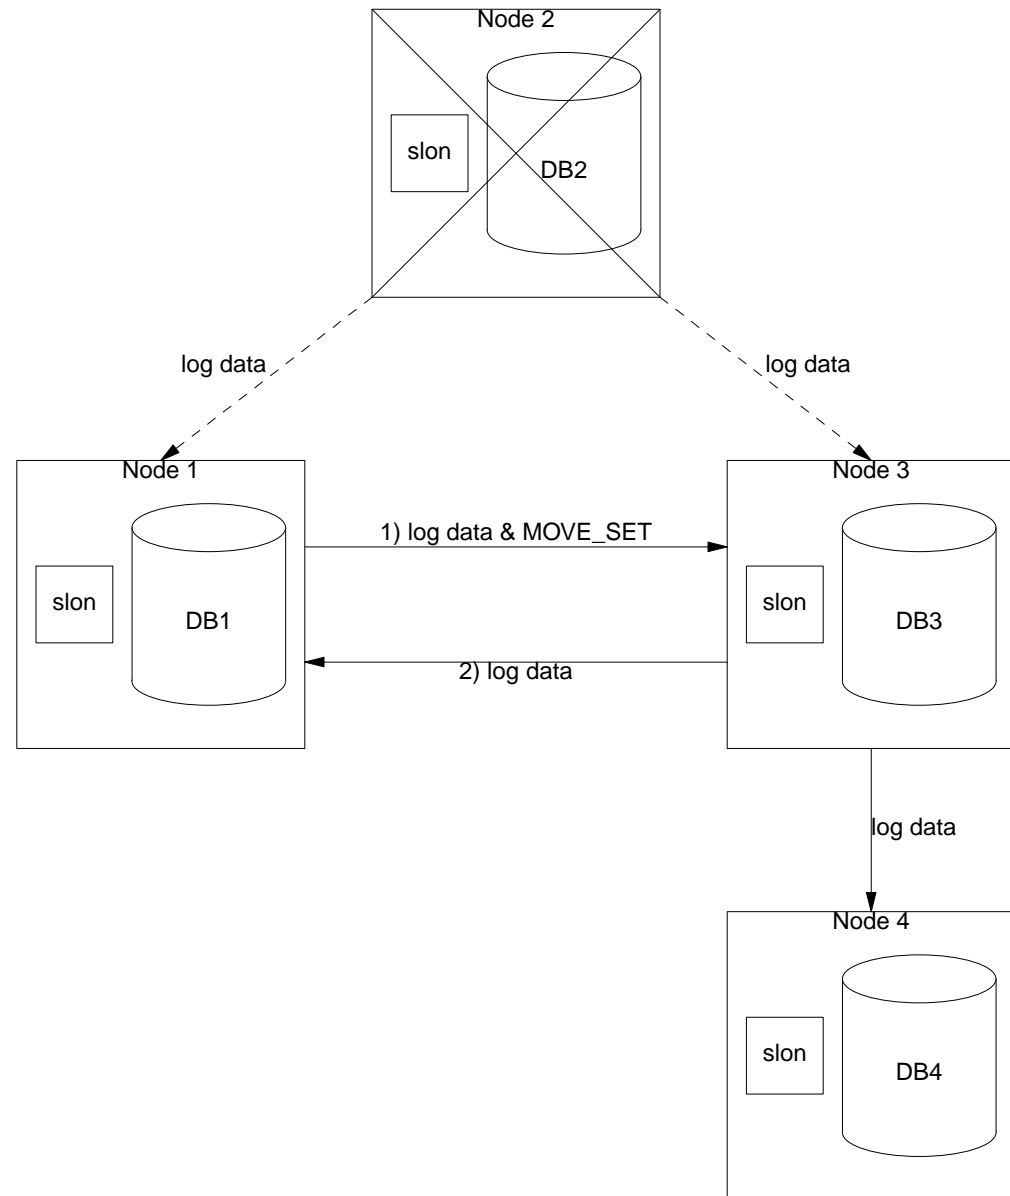 Node 2
slon
DB2
log data
log data
Node 1
Node 3
1) log data & MOVE_SET
slon
DB1
slon
DB3
2) log data
log data
Node 4
slon
DB4